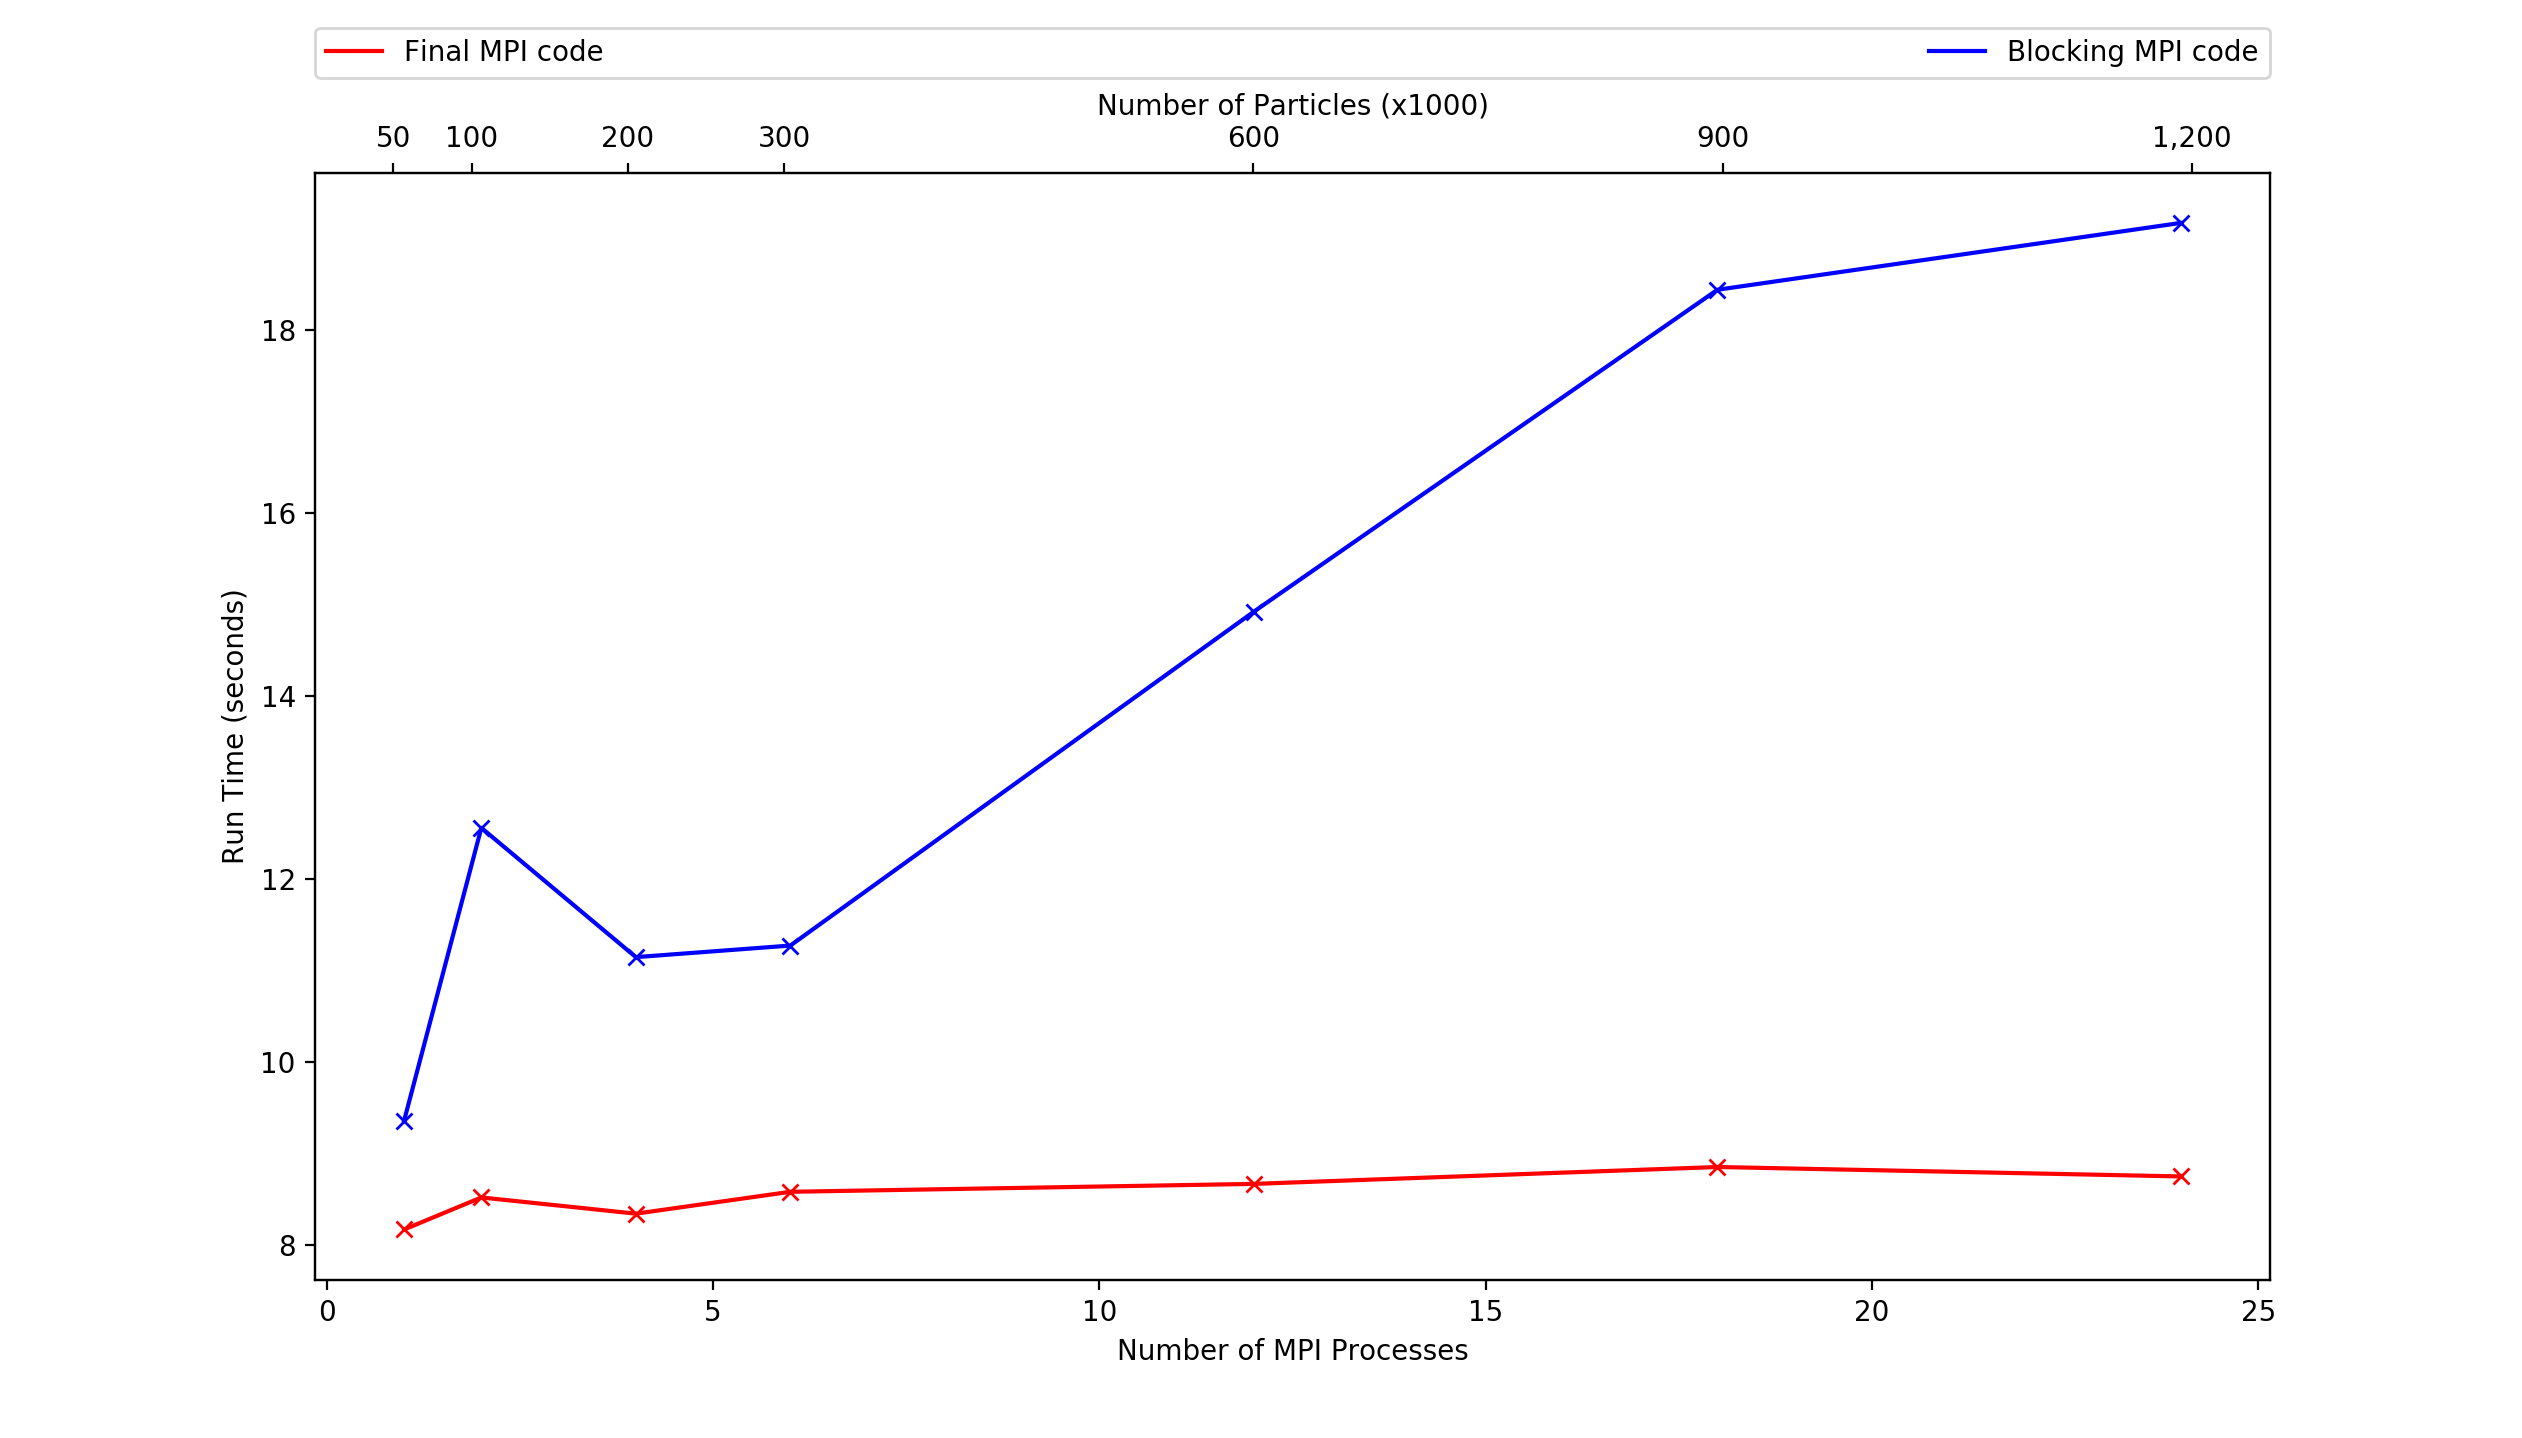 Final MPI code Blocking MPI code
Number of Particles (x1000)
50 100 200 300 600 900 1,200
18
16
14
12
10
8
Run Time (seconds)
0 5 10 15 20 25
Number of MPI Processes